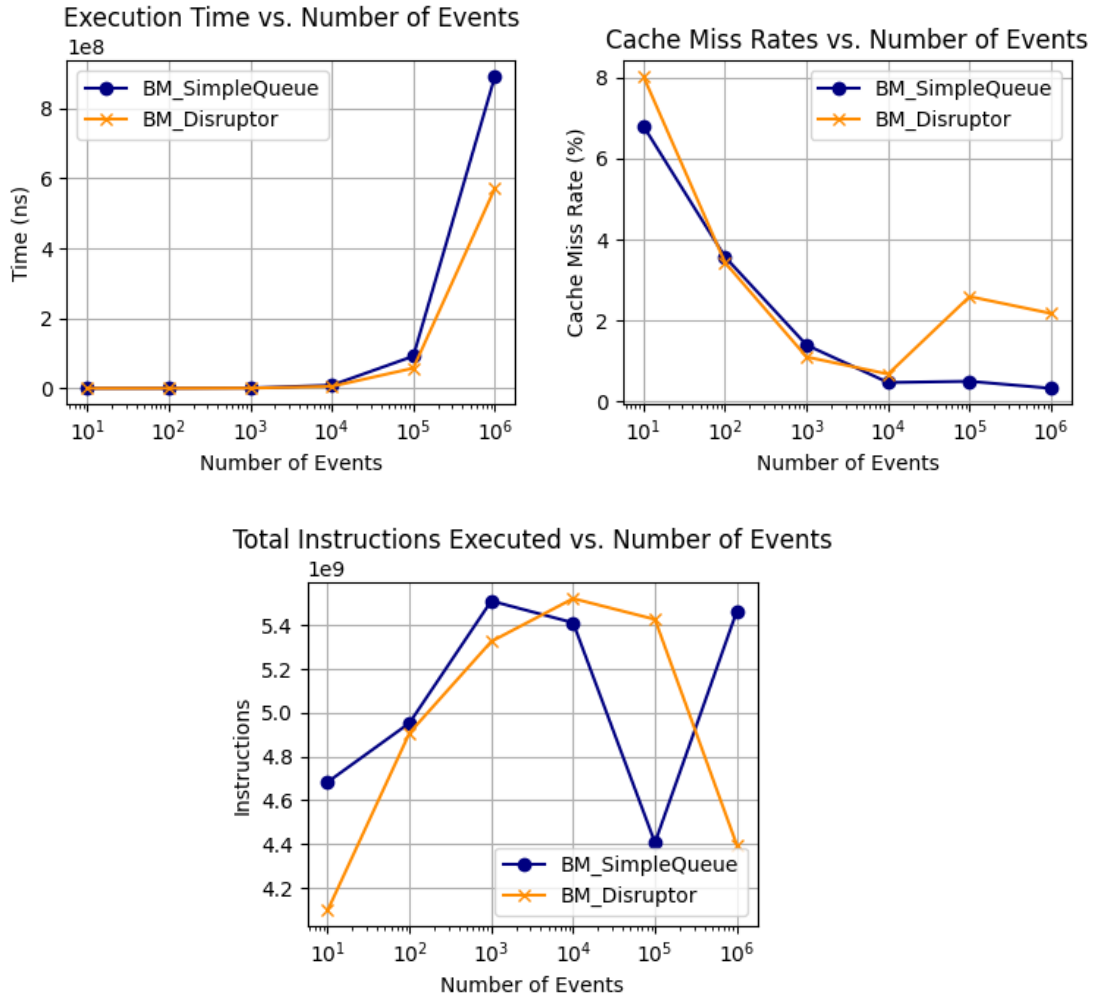 Execution Time vs. Number of Events
1e8
BM_SimpleQueue
BM_Disruptor
8
6
4
2
0
Time (ns)
10¹ 10² 10³ 10⁴ 10⁵ 10⁶
Number of Events
Cache Miss Rates vs. Number of Events
BM_SimpleQueue
BM_Disruptor
8
6
4
2
0
Cache Miss Rate (%)
10¹ 10² 10³ 10⁴ 10⁵ 10⁶
Number of Events
Total Instructions Executed vs. Number of Events
1e9
5.4
5.2
5.0
4.8
4.6
4.4
4.2
Instructions
BM_SimpleQueue
BM_Disruptor
10¹ 10² 10³ 10⁴ 10⁵ 10⁶
Number of Events